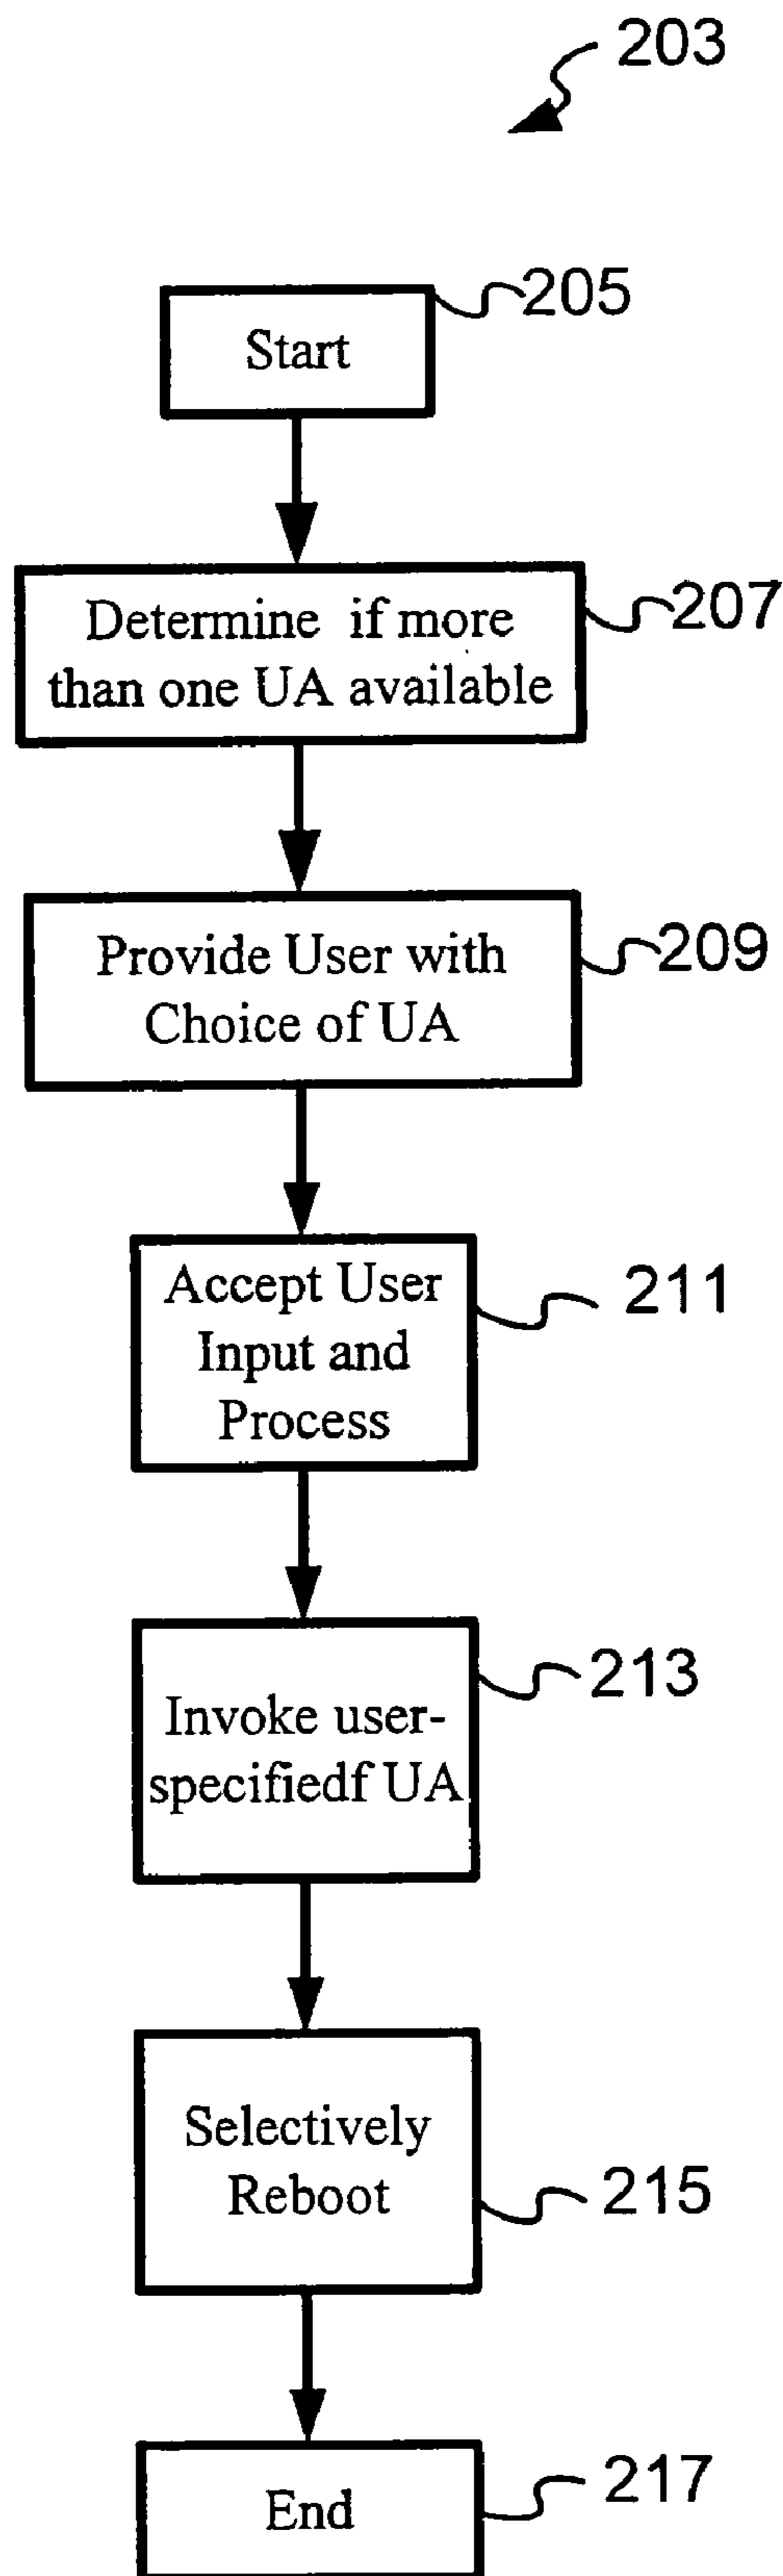 203
205
Start
207
Determine if more
than one UA available
209
Provide User with
Choice of UA
211
Accept User
Input and
Process
213
Invoke user-
specifiedf UA
Selectively
Reboot
215
217
End